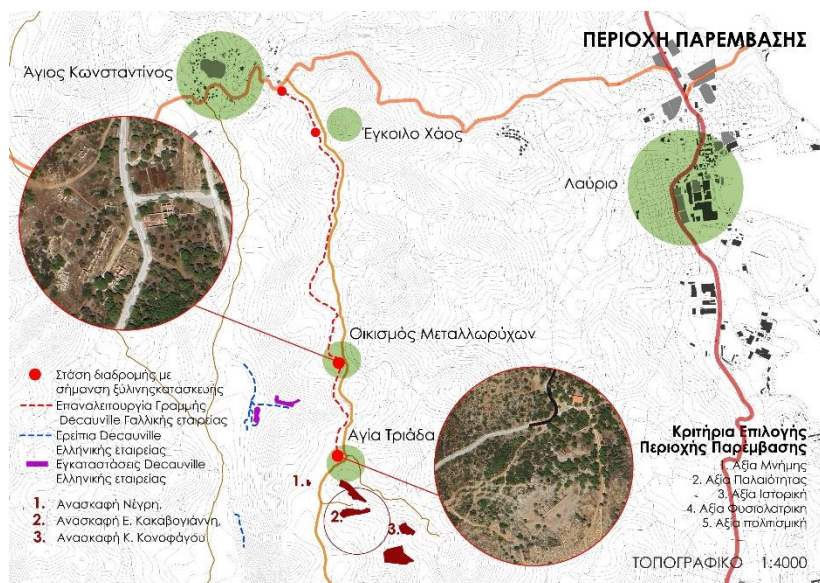 ΠΕΡΙΟΧΗ ΠΑΡΕΜΒΑΣΗΣ
Άγιος Κωνσταντίνος
Έγκοιλο Χάος
Λαύριο
Οικισμός Μεταλλωρύχων
Στάση διαδρομής με
σήμανση ξύλινηςκατασκευής
Επαναλειτουργία Γραμμής
Decauville Γαλλικής εταιρείας
Ερείπια Decauville
Ελληνικής εταιρείας
Εγκαταστάσεις Decauville
Ελληνικής εταιρείας
1. Ανασκαφή Νέγρη,
2. Ανασκαφή Ε. Κακαβογιάννη,
3. Ανασκαφή Κ. Κονοφάγου
Αγία Τριάδα
1.
2.
3.
Κριτήρια Επιλογής
Περιοχής Παρέμβασης
. Αξία Μνήμης
2. Αξία Παλαιότητας
3. Αξία Ιστορική
4. Αξία Φυσιολατρική
5. Αξία πολιτισμική
ΤΟΠΟΓΡΑΦΙΚΟ 1:4000